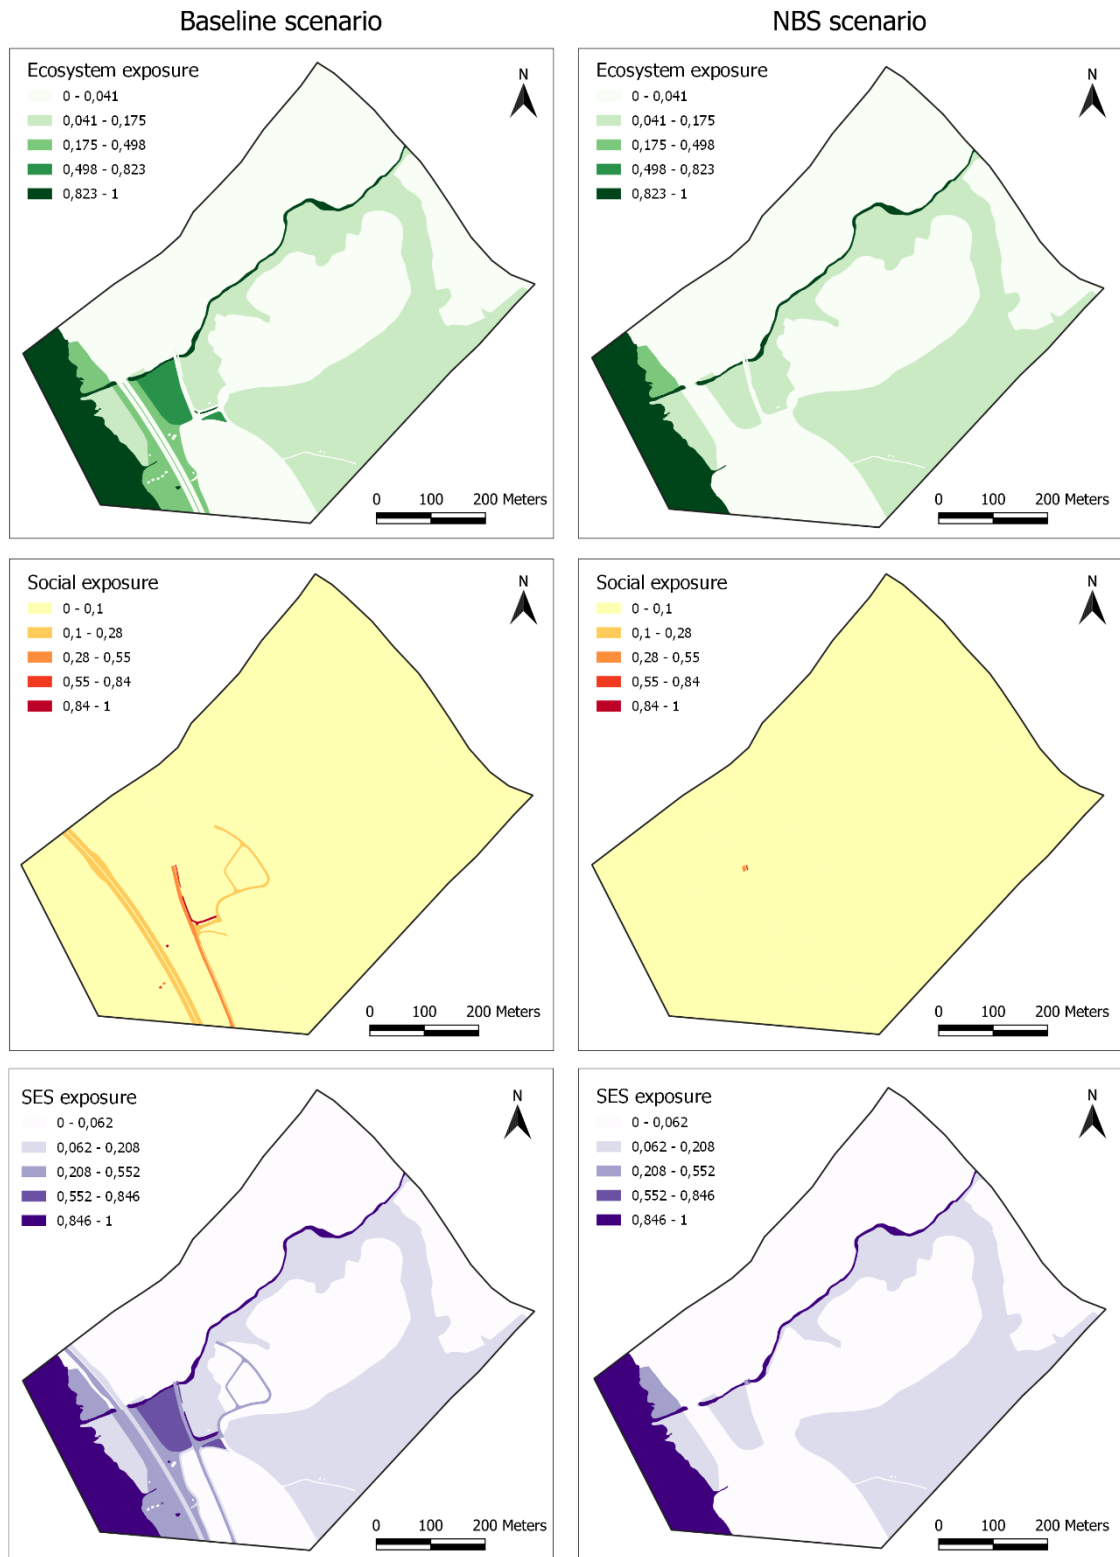 Baseline scenario
NBS scenario
Ecosystem exposure
0 - 0,041
0,041 - 0,175
0,175 - 0,498
0,498 - 0,823
0,823 - 1
N
0 100 200 Meters
Ecosystem exposure
0 - 0,041
0,041 - 0,175
0,175 - 0,498
0,498 - 0,823
0,823 - 1
N
0 100 200 Meters
Social exposure
0 - 0,1
0,1 - 0,28
0,28 - 0,55
0,55 - 0,84
0,84 - 1
N
0 100 200 Meters
Social exposure
0 - 0,1
0,1 - 0,28
0,28 - 0,55
0,55 - 0,84
0,84 - 1
N
0 100 200 Meters
SES exposure
0 - 0,062
0,062 - 0,208
0,208 - 0,552
0,552 - 0,846
0,846 - 1
N
0 100 200 Meters
SES exposure
0 - 0,062
0,062 - 0,208
0,208 - 0,552
0,552 - 0,846
0,846 - 1
N
0 100 200 Meters